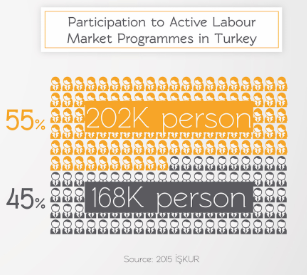 Participation to Active Labour
Market Programmes in Turkey
55%
202K person
45%
168K person
Source: 2015 İŞKUR